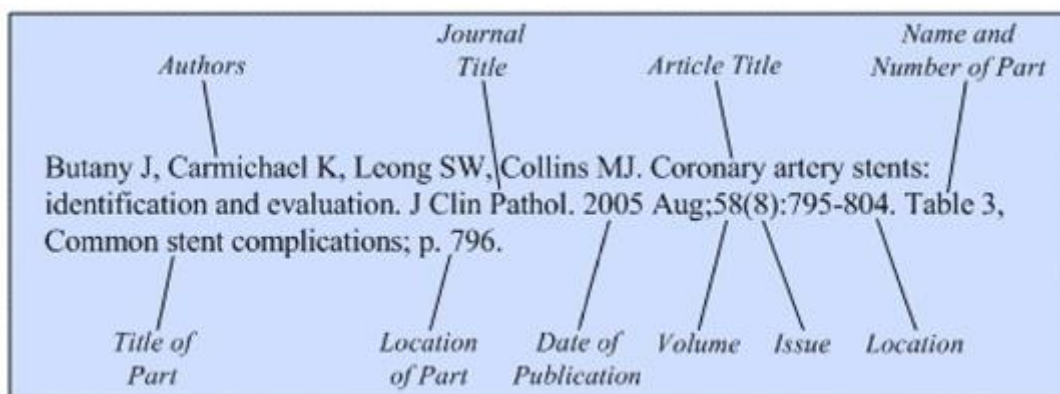 Journal Name and
Authors Title Article Title Number of Part
Butany J, Carmichael K, Leong SW, Collins MJ. Coronary artery stents:
identification and evaluation. J Clin Pathol. 2005 Aug;58(8):795-804. Table 3,
Common stent complications; p. 796.
Title of Location Date of Volume Issue Location
Part of Part Publication